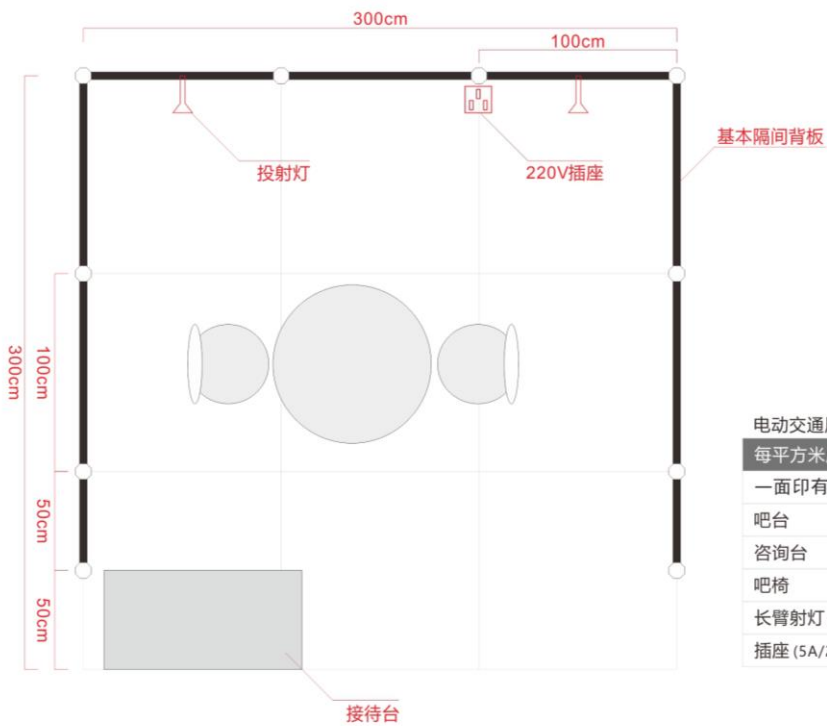 300cm
100cm
基本隔间背板
投射灯
220V插座
300cm
100cm
50cm
50cm
接待台
电动交通
每平方米
一面印有
吧台
咨询台
吧椅
长臂射灯
插座 (5A/